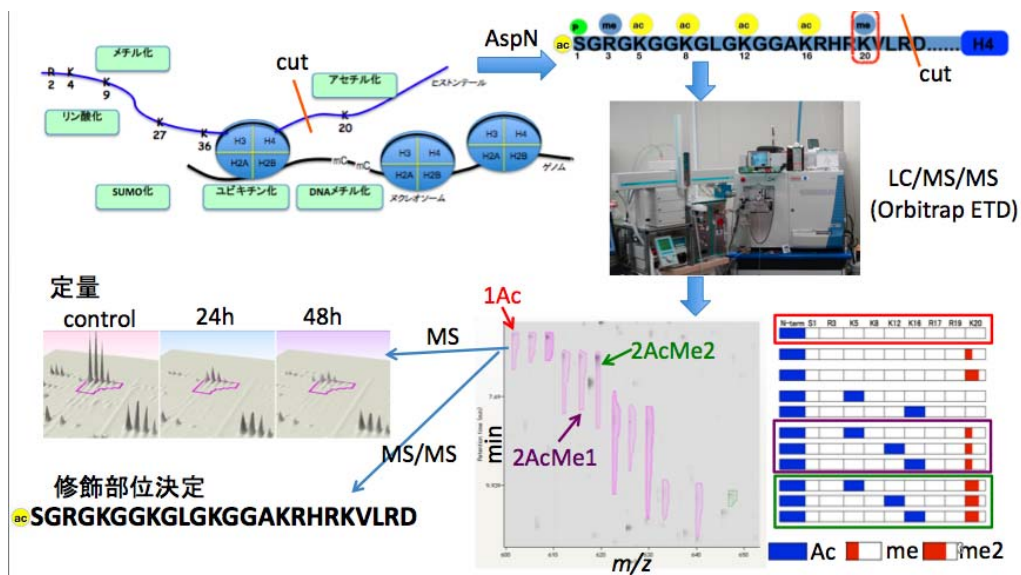 メチル化
リン酸化
R 2
K 4
K 9
K 27
K 36
cut
アセチル化
K 20
ヒストンテール
H3
H4
H2A
H2B
H3
H4
H2A
H2B
H3
H4
H2A
H2B
mC
mC
ゲノム
SUMO化
ユビキチン化
DNAメチル化
ヌクレオソーム
AspN
P
me
ac
ac
ac
ac
me
ac SGRGKGGKGLGKGGAKRHRKVLRD...... H4
1 3 5 8 12 16 20
cut
LC/MS/MS
(Orbitrap ETD)
定量
control
24h
48h
MS
MS/MS
修飾部位決定
ac SGRGKGGKGLGKGGAKRHRKVLRD
1Ac
2AcMe2
2AcMe1
min
m/z
N-term S1 R3 K5 K8 K12 K16 R17 R19 K20
Ac
me
me2